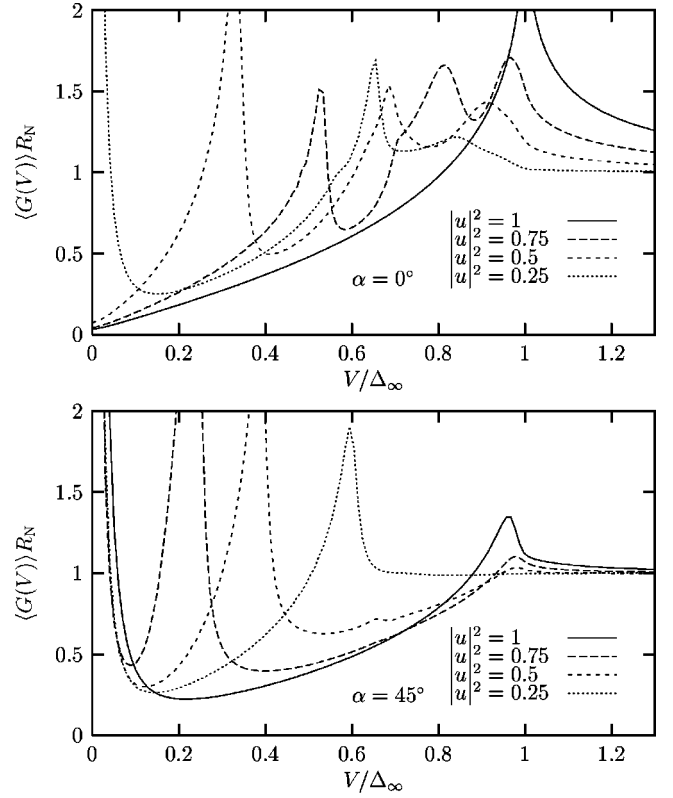 2
1.5
1
0.5
0
⟨G(V)⟩R_N
|u|² = 1
|u|² = 0.75
|u|² = 0.5
|u|² = 0.25
α = 0°
0 0.2 0.4 0.6 0.8 1 1.2
V/Δ_∞
2
1.5
1
0.5
0
⟨G(V)⟩R_N
|u|² = 1
|u|² = 0.75
|u|² = 0.5
|u|² = 0.25
α = 45°
0 0.2 0.4 0.6 0.8 1 1.2
V/Δ_∞